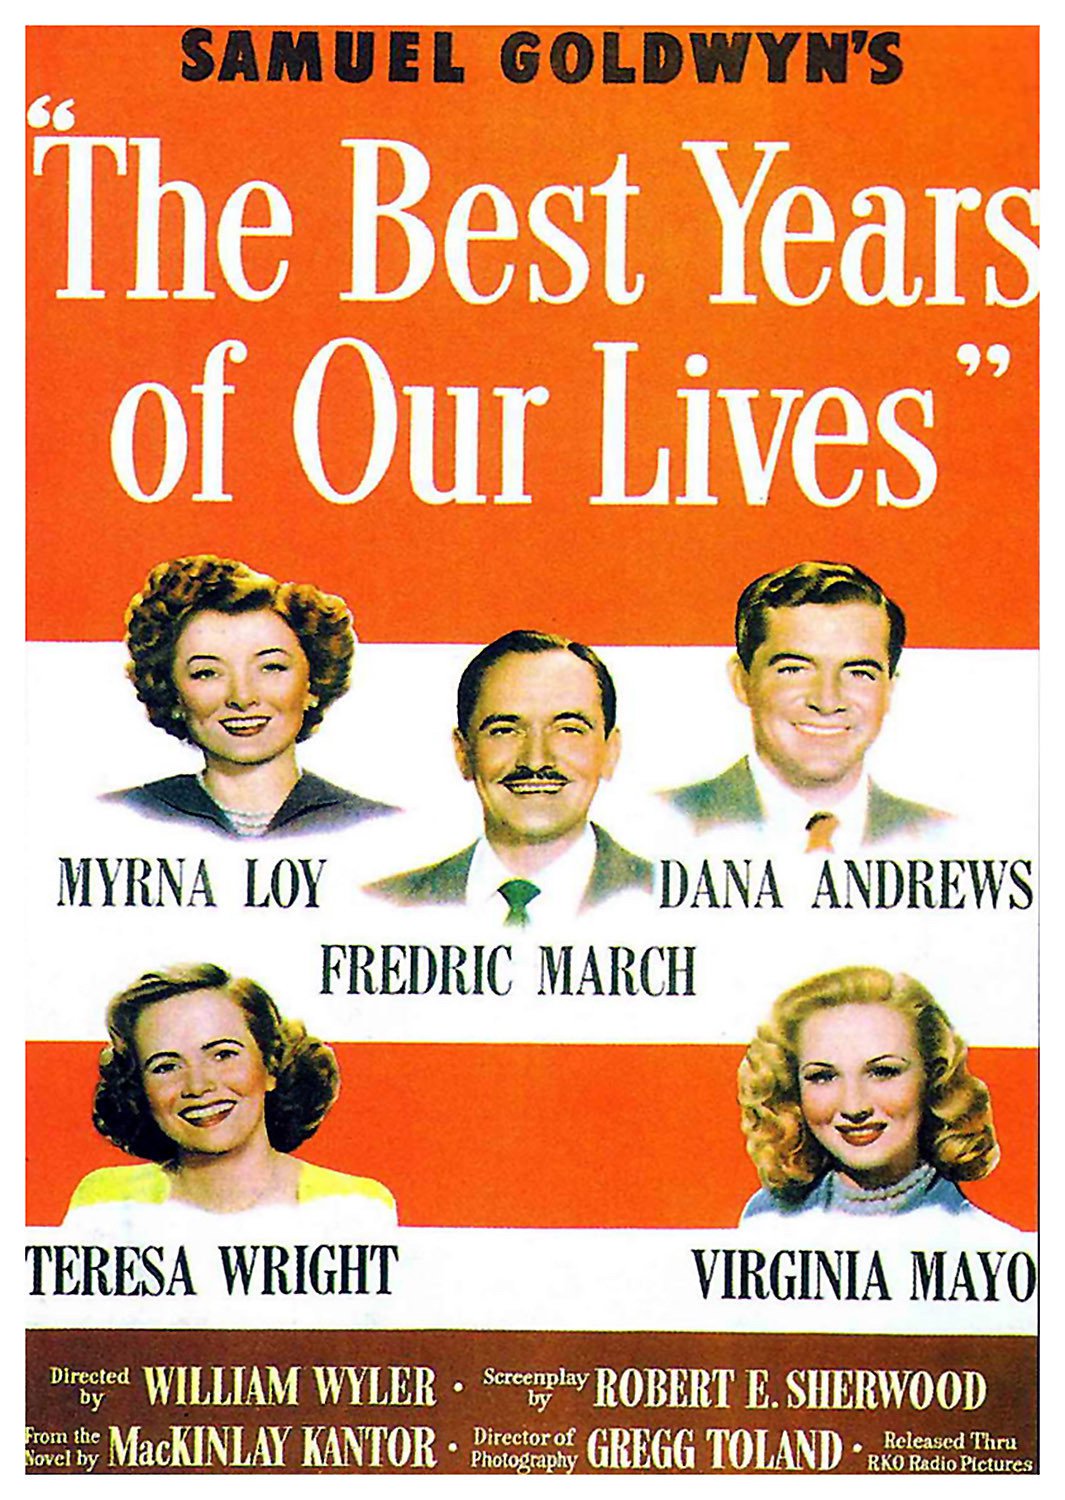 SAMUEL GOLDWYN'S
"The Best Years
of Our Lives"
MYRNA LOY
DANA ANDREWS
FREDRIC MARCH
TERESA WRIGHT
VIRGINIA MAYO
Directed by WILLIAM WYLER · Screenplay by ROBERT E. SHERWOOD
From the Novel by MacKINLAY KANTOR · Director of Photography GREGG TOLAND · Released Thru RKO Radio Pictures